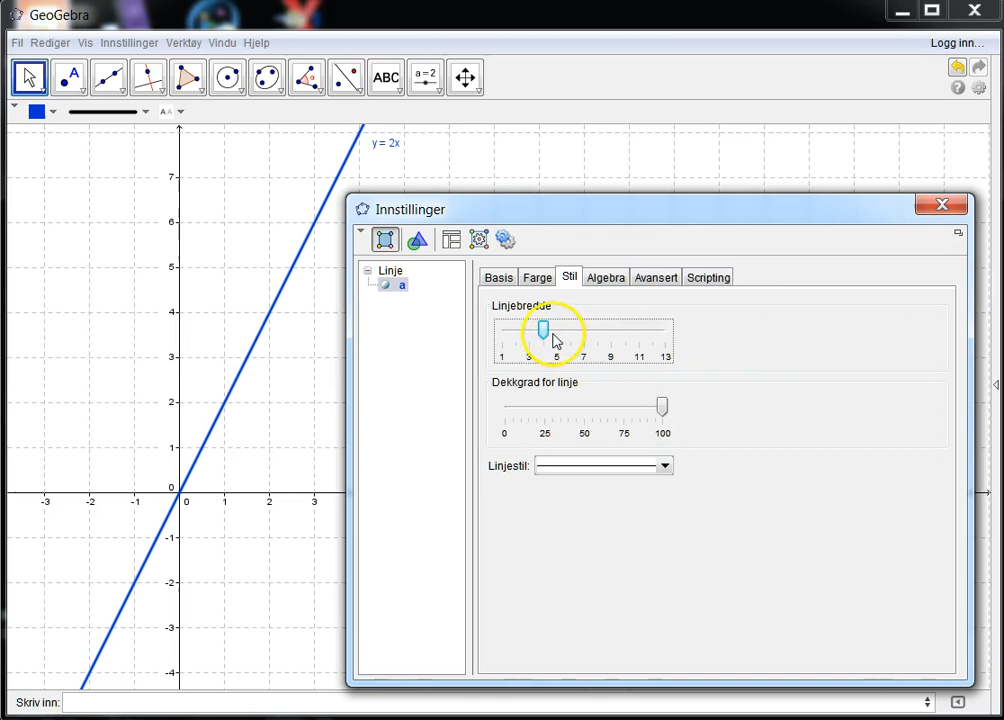 GeoGebra
Fil Rediger Vis Innstillinger Verktøy Vindu Hjelp
Logg inn...
A
α
ABC
a=2
A A
y = 2x
7
6
5
4
3
2
1
0
-1
-2
-3
-4
-3 -2 -1 0 1 2 3
Innstillinger
Linje
a
Basis Farge Stil Algebra Avansert Scripting
Linjebredde
1 3 5 7 9 11 13
Dekkgrad for linje
0 25 50 75 100
Linjestil:
Skriv inn: